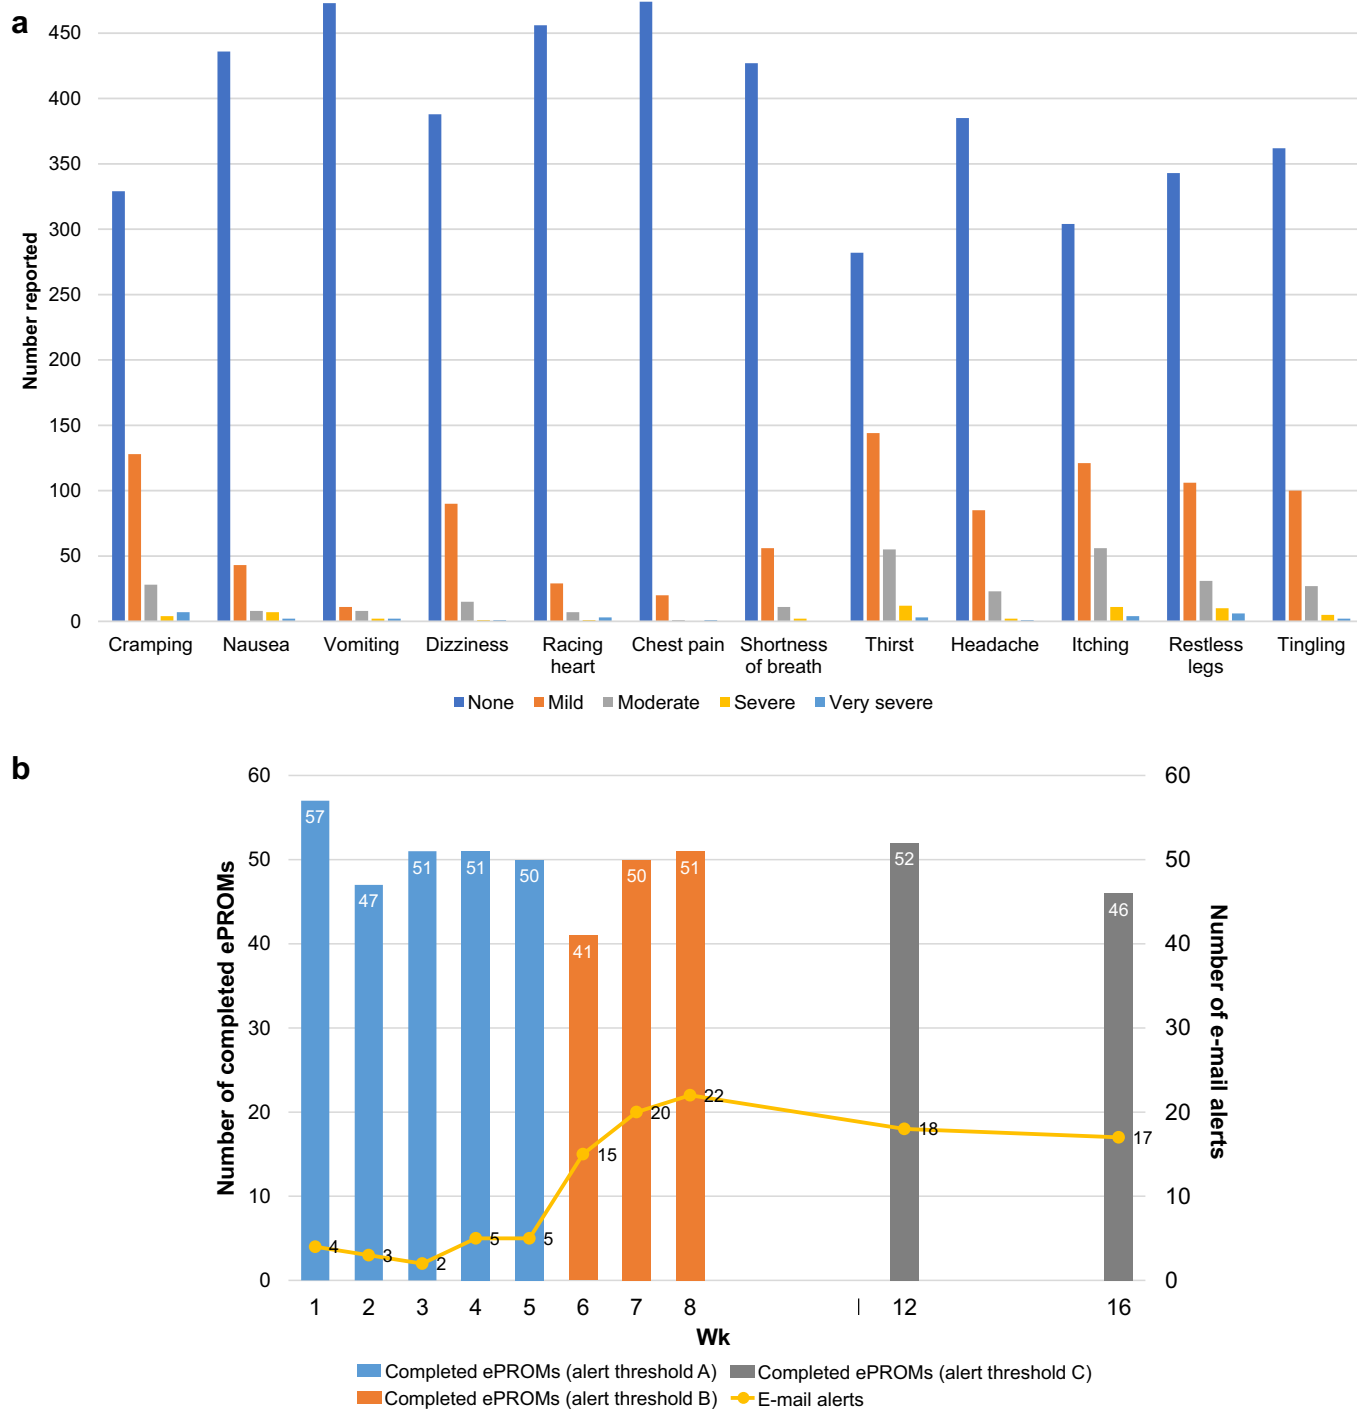 a
450
400
350
300
250
200
150
100
50
0
Number reported
Cramping Nausea Vomiting Dizziness Racing heart Chest pain Shortness of breath Thirst Headache Itching Restless legs Tingling
None Mild Moderate Severe Very severe
b
60
50
40
30
20
10
0
Number of completed ePROMs
57 47 51 51 50 41 50 51 52 46
4 3 2 5 5 15 20 22 18 17
60
50
40
30
20
10
0
Number of e-mail alerts
1 2 3 4 5 6 7 8 12 16
Wk
Completed ePROMs (alert threshold A) Completed ePROMs (alert threshold C)
Completed ePROMs (alert threshold B) E-mail alerts